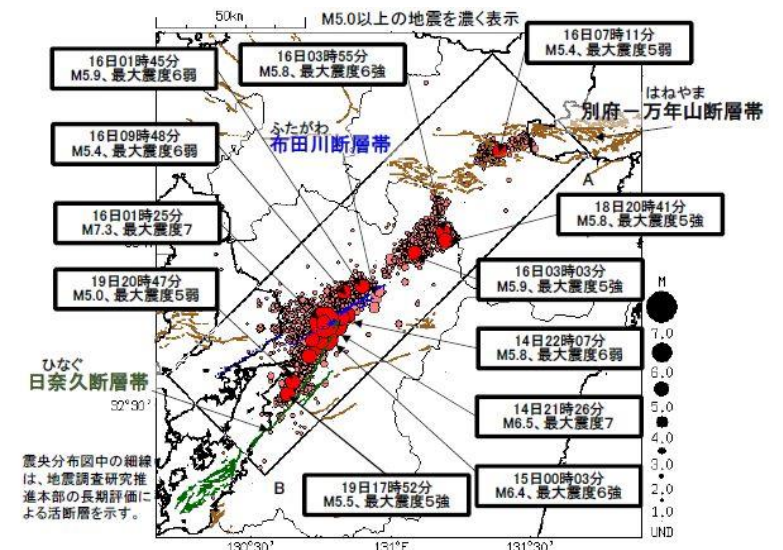 50km
M5.0以上の地震を濃く表示
16日07時11分
M5.4、最大震度5弱
16日01時45分
M5.9、最大震度6弱
16日03時55分
M5.8、最大震度6強
はねやま
別府－万年山断層帯
16日09時48分
M5.4、最大震度6弱
ふたがわ
布田川断層帯
A
18日20時41分
M5.8、最大震度5強
16日01時25分
M7.3、最大震度7
16日03時03分
M5.9、最大震度5強
19日20時47分
M5.0、最大震度5弱
M
7.0
6.0
5.0
4.0
3.0
2.0
1.0
UND
14日22時07分
M5.8、最大震度6弱
ひなぐ
日奈久断層帯
32°30'
14日21時26分
M6.5、最大震度7
震央分布図中の細線
は、地震調査研究推
進本部の長期評価に
よる活断層を示す。
B
19日17時52分
M5.5、最大震度5強
15日00時03分
M6.4、最大震度6強
130°30'
131°E
131°30'